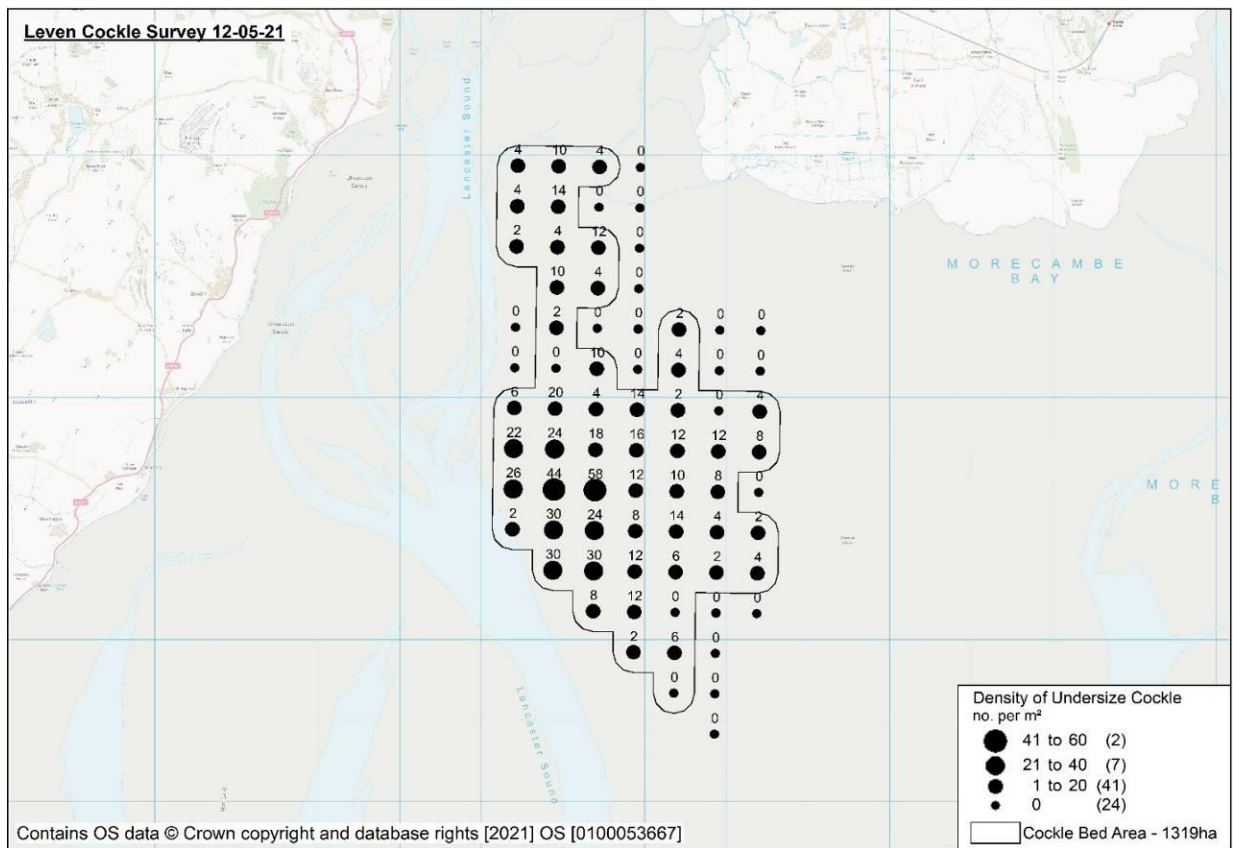 Leven Cockle Survey 12-05-21
Lancaster Sound
MORECAMBE
BAY
MORE
B
4 10 4 0
4 14 0 0
2 4 12 0
10 4 0
0 2 0 0 2 0 0
0 0 10 0 4 0 0
6 20 4 14 2 0 4
22 24 18 16 12 12 8
26 44 58 12 10 8 0
2 30 24 8 14 4 2
30 30 12 6 2 4
8 12 0 0 0
2 6 0
0 0
0
Lancaster Sound
Density of Undersize Cockle
no. per m²
41 to 60 (2)
21 to 40 (7)
1 to 20 (41)
0 (24)
Cockle Bed Area - 1319ha
Contains OS data © Crown copyright and database rights [2021] OS [0100053667]